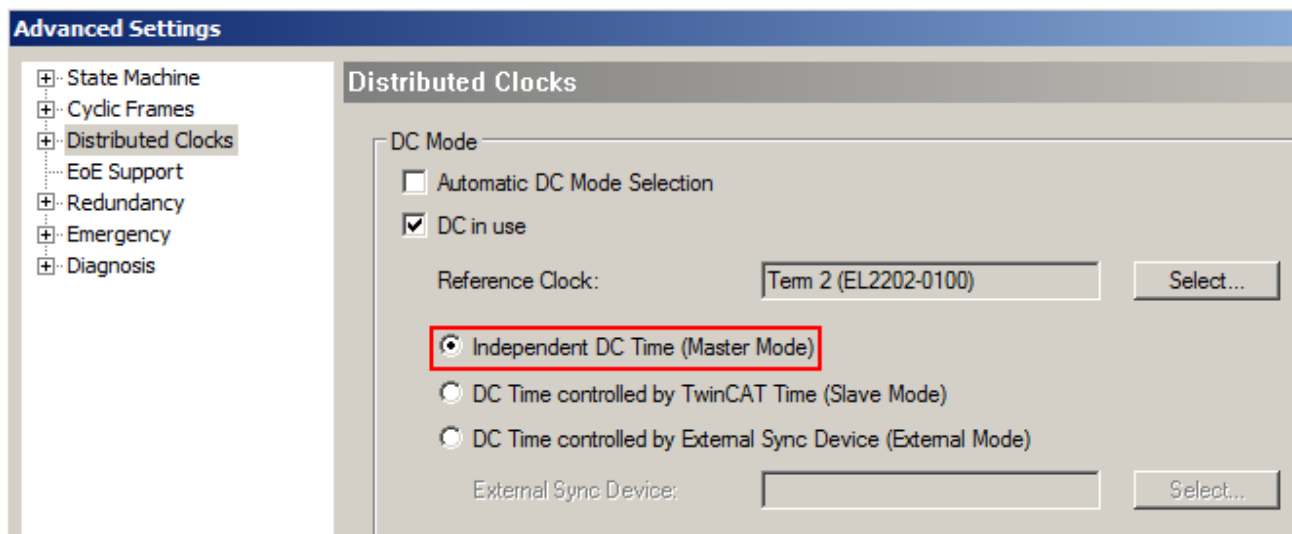 Advanced Settings
State Machine
Cyclic Frames
Distributed Clocks
EoE Support
Redundancy
Emergency
Diagnosis
Distributed Clocks
DC Mode
Automatic DC Mode Selection
DC in use
Reference Clock: Term 2 (EL2202-0100) Select...
Independent DC Time (Master Mode)
DC Time controlled by TwinCAT Time (Slave Mode)
DC Time controlled by External Sync Device (External Mode)
External Sync Device: Select...